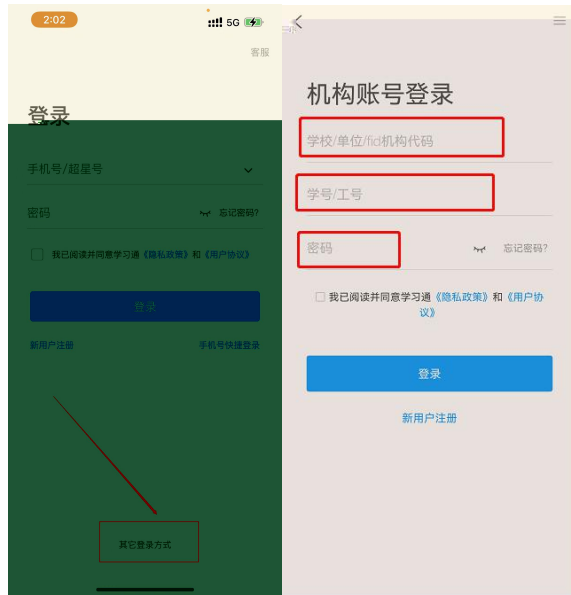 2:02
5G
客服
登录
手机号/超星号
密码
忘记密码?
我已阅读并同意学习通《隐私政策》和《用户协议》
登录
新用户注册
手机号快捷登录
其它登录方式
机构账号登录
学校/单位/fid机构代码
学号/工号
密码
忘记密码?
我已阅读并同意学习通《隐私政策》和《用户协
议》
登录
新用户注册